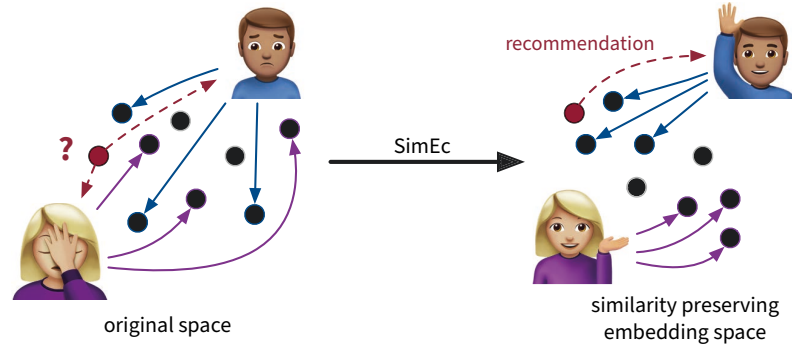 recommendation
?
SimEc
original space
similarity preserving
embedding space